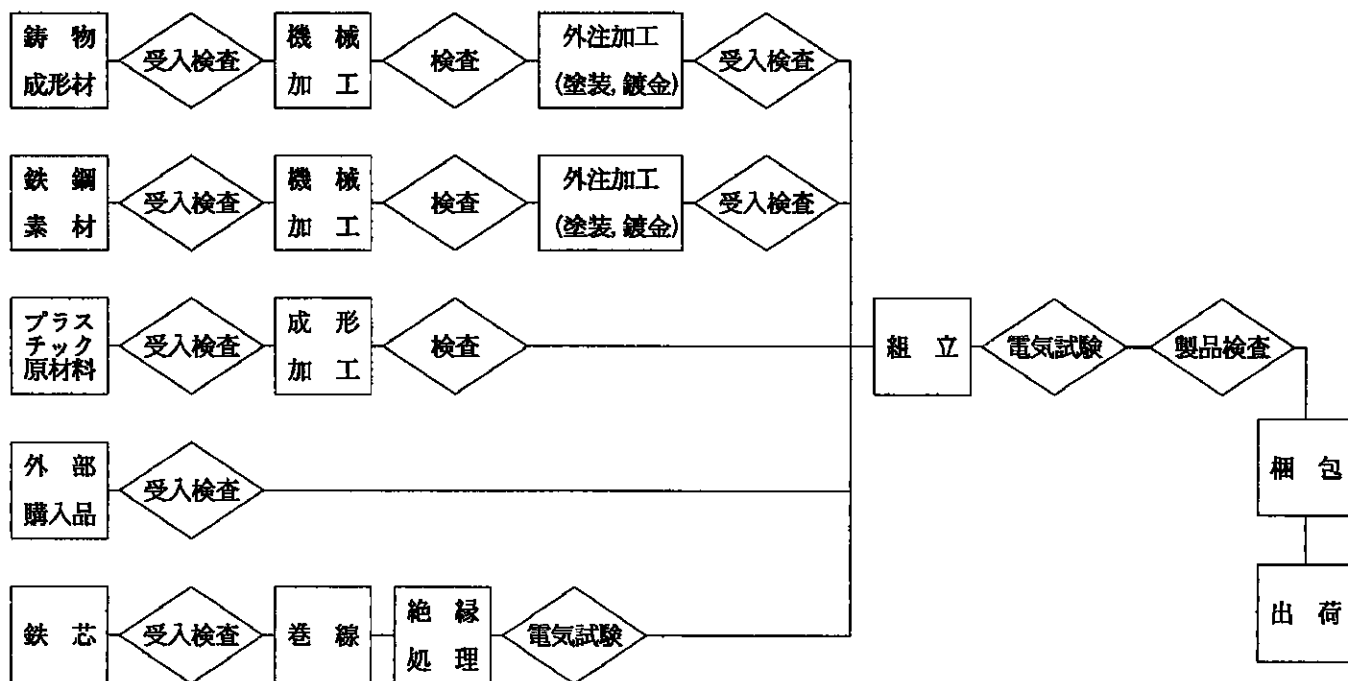 鋳物
成形材
受入検査
機械
加工
検査
外注加工
(塗装,鍍金)
受入検査
鉄鋼
素材
受入検査
機械
加工
検査
外注加工
(塗装,鍍金)
受入検査
プラス
チック
原材料
受入検査
成形
加工
検査
組立
電気試験
製品検査
外部
購入品
受入検査
梱包
鉄芯
受入検査
巻線
絶縁
処理
電気試験
出荷